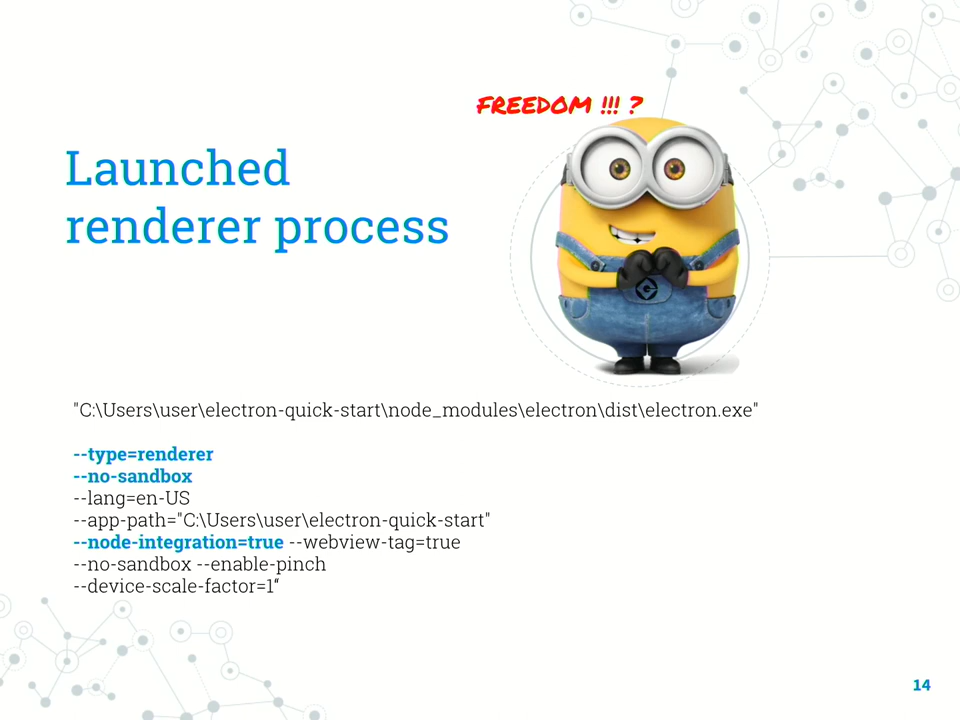 FREEDOM !!! ?
Launched
renderer process
"C:\Users\user\electron-quick-start\node_modules\electron\dist\electron.exe"
--type=renderer
--no-sandbox
--lang=en-US
--app-path="C:\Users\user\electron-quick-start"
--node-integration=true --webview-tag=true
--no-sandbox --enable-pinch
--device-scale-factor=1“
14